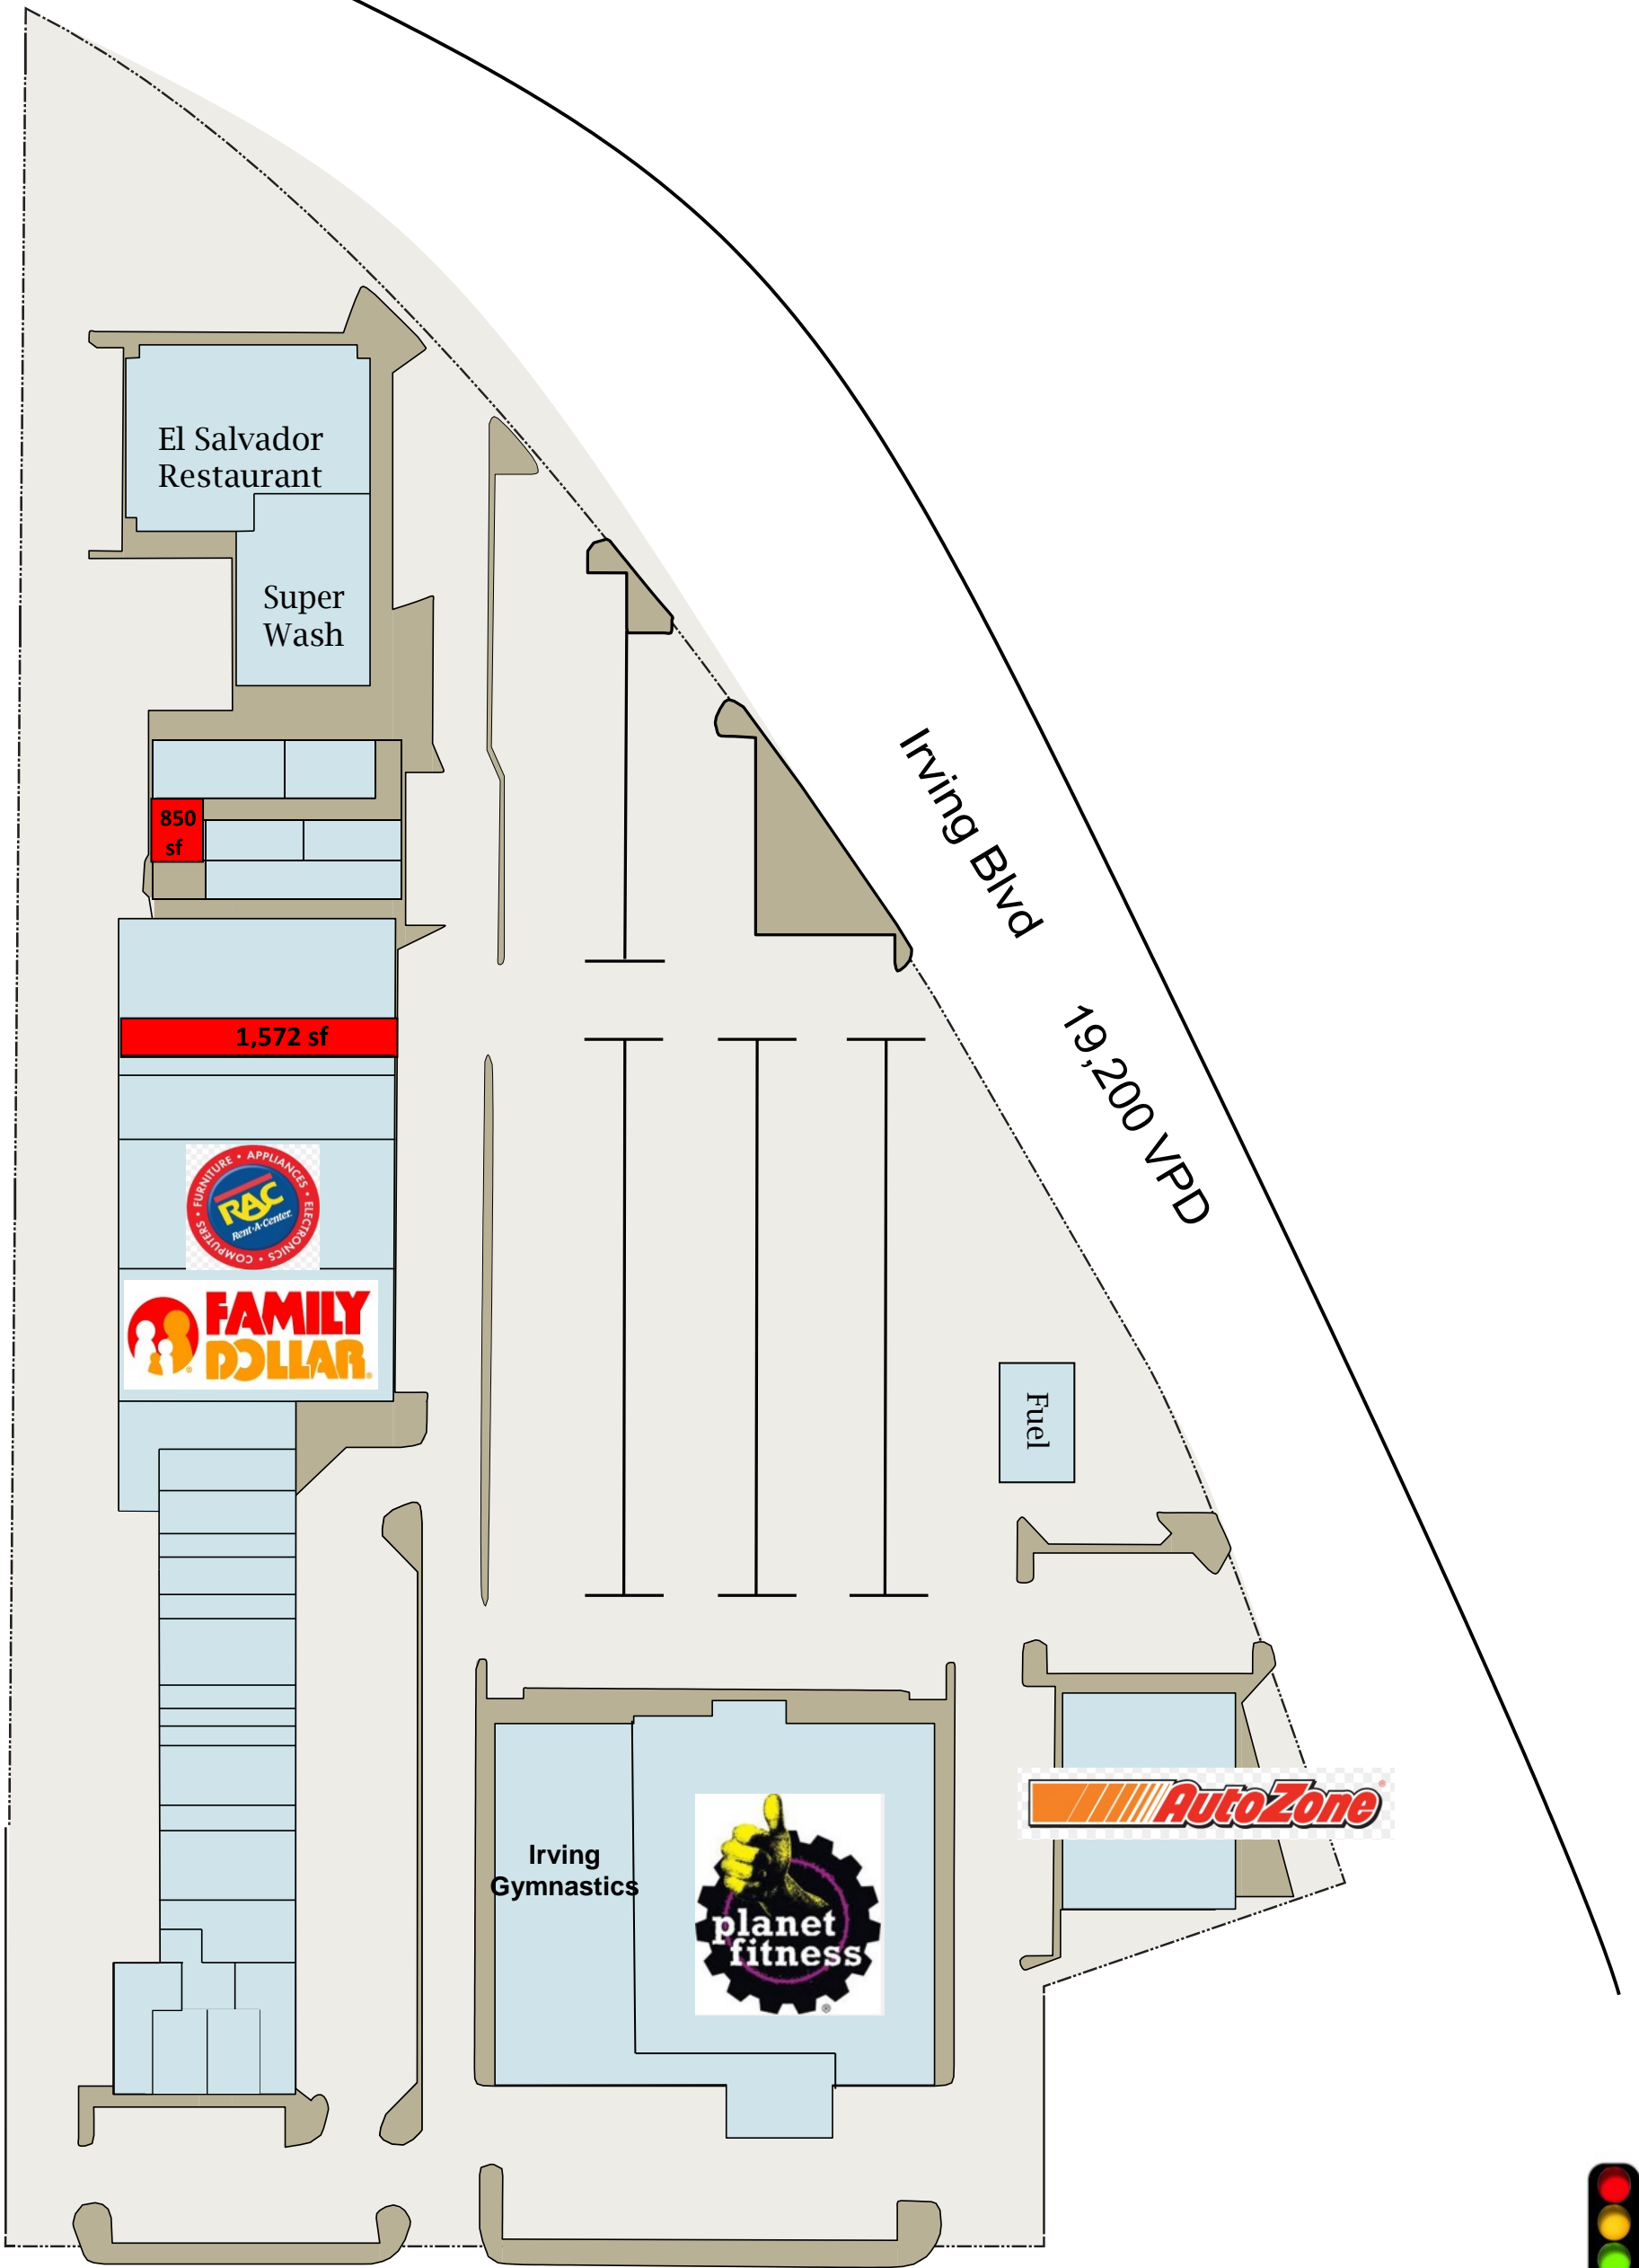 El Salvador
Restaurant
Super
Wash
850
sf
Irving Blvd
1,572 sf
19,200 VPD
FURNITURE • APPLIANCES • ELECTRONICS • COMPUTERS •
RAC
Rent-A-Center
FAMILY
DOLLAR.
Fuel
AutoZone®
Irving
Gymnastics
planet
fitness®